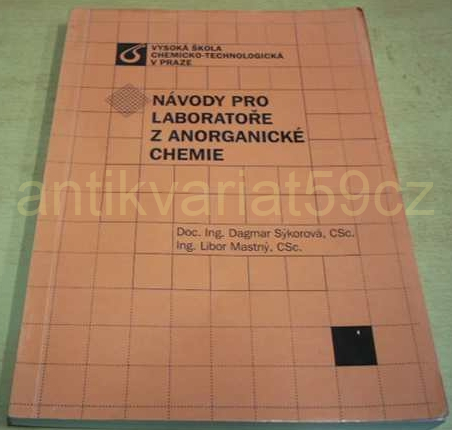 VYSOKÁ ŠKOLA
CHEMICKO-TECHNOLOGICKÁ
V PRAZE
NÁVODY PRO
LABORATOŘE
Z ANORGANICKÉ
CHEMIE
antikvariat59cz
Doc. Ing. Dagmar Sýkorová, CSc.
Ing. Libor Mastný, CSc.